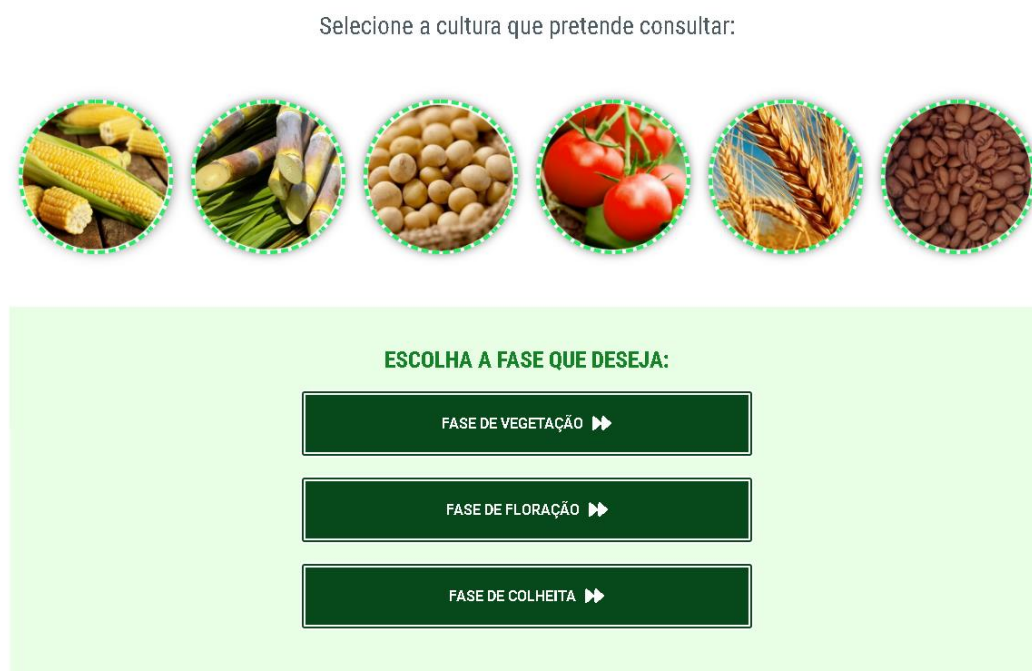 Selecione a cultura que pretende consultar:
ESCOLHA A FASE QUE DESEJA:
FASE DE VEGETAÇÃO
FASE DE FLORAÇÃO
FASE DE COLHEITA